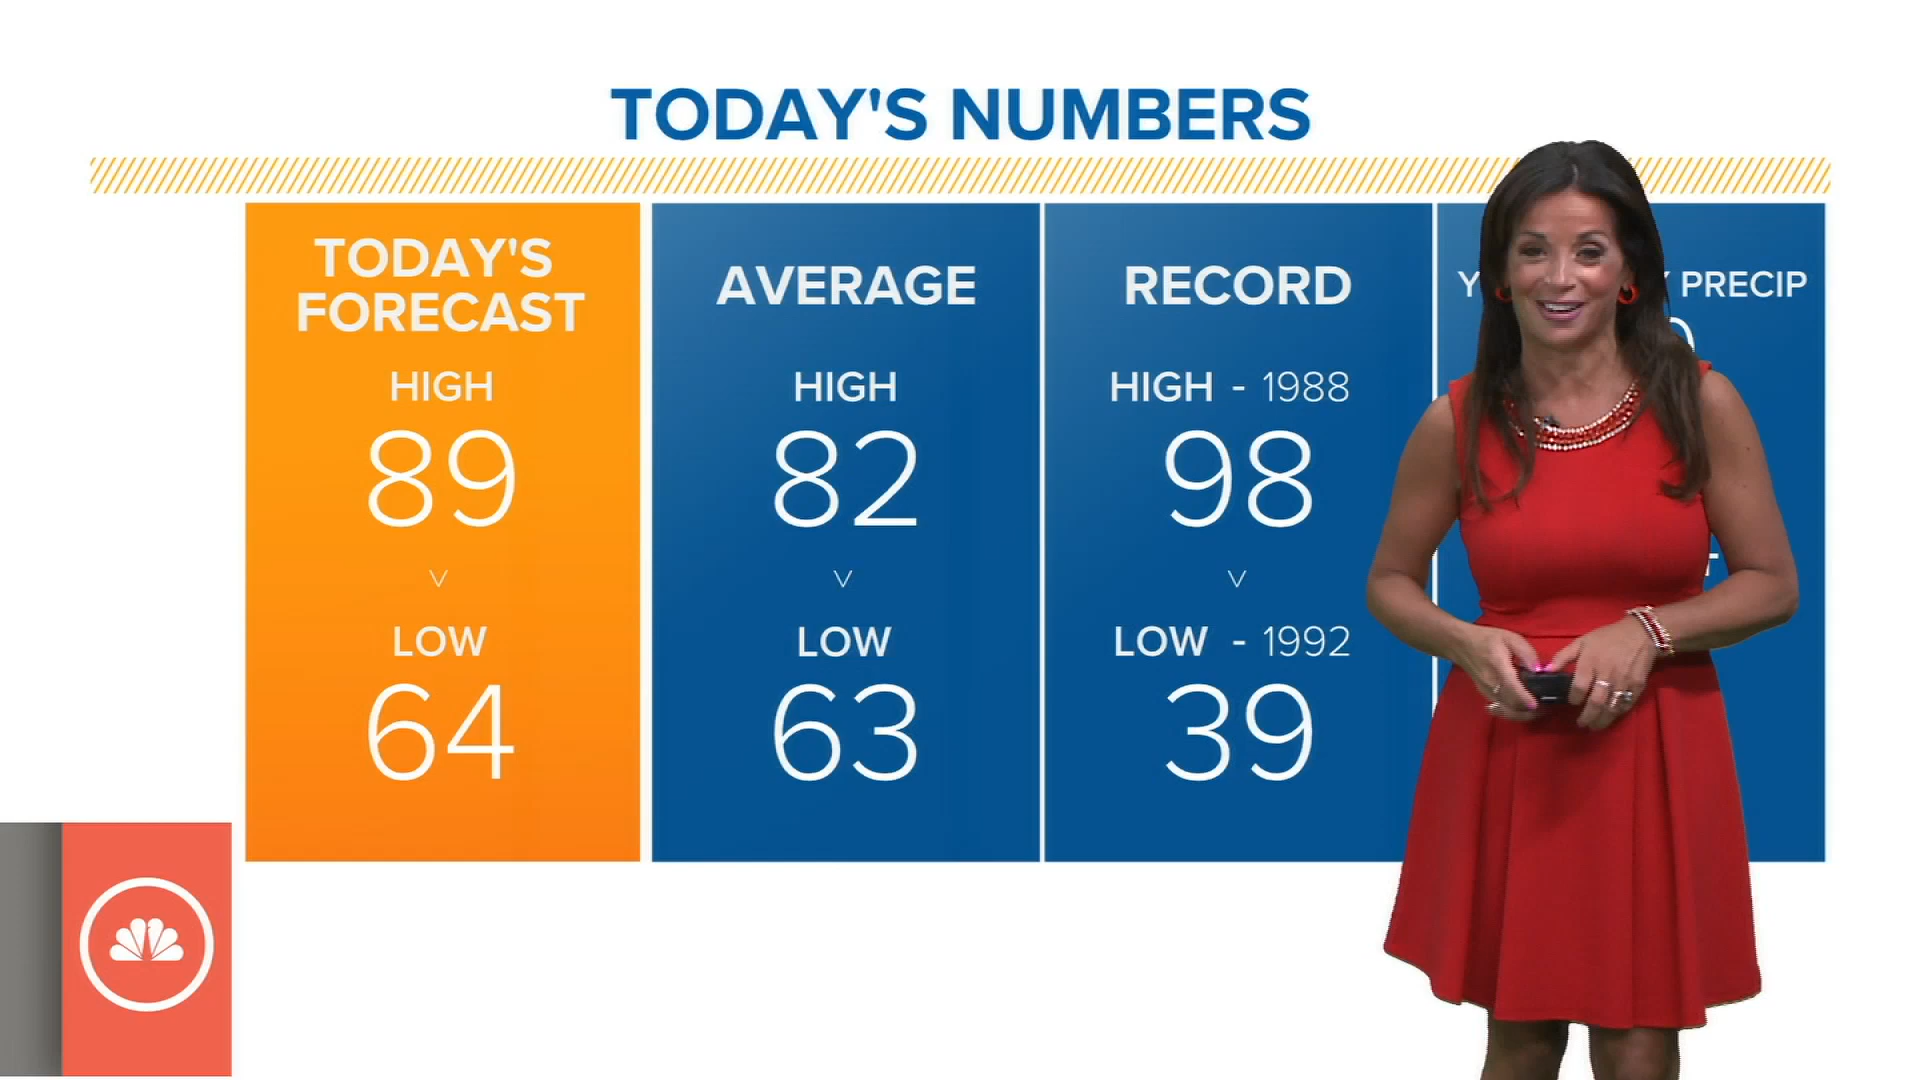 TODAY'S NUMBERS
TODAY'S
FORECAST
HIGH
89
LOW
64
AVERAGE
HIGH
82
LOW
63
RECORD
HIGH - 1988
98
LOW - 1992
39
PRECIP